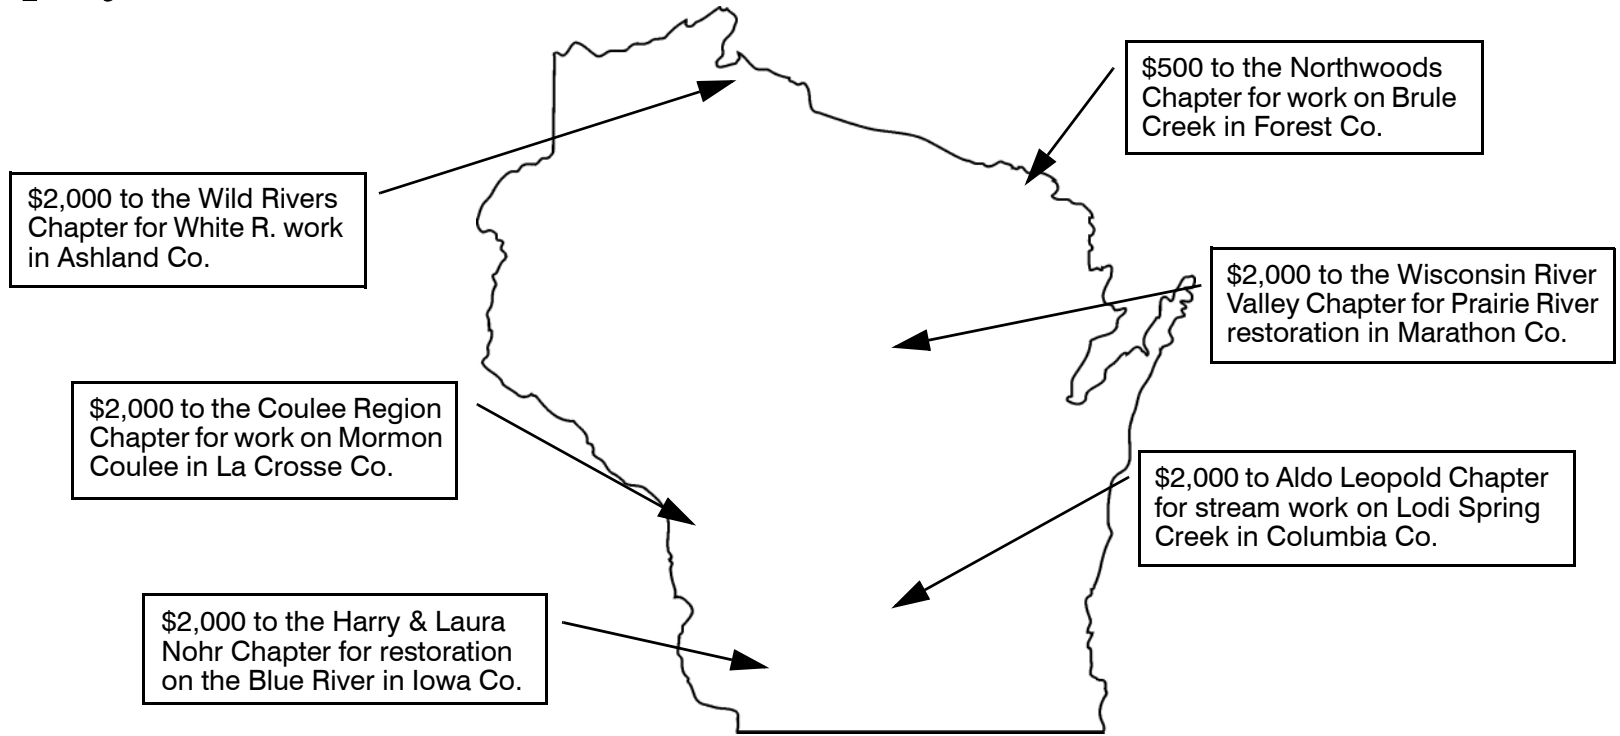 $500 to the Northwoods
Chapter for work on Brule
Creek in Forest Co.
$2,000 to the Wild Rivers
Chapter for White R. work
in Ashland Co.
$2,000 to the Wisconsin River
Valley Chapter for Prairie River
restoration in Marathon Co.
$2,000 to the Coulee Region
Chapter for work on Mormon
Coulee in La Crosse Co.
$2,000 to Aldo Leopold Chapter
for stream work on Lodi Spring
Creek in Columbia Co.
$2,000 to the Harry & Laura
Nohr Chapter for restoration
on the Blue River in Iowa Co.